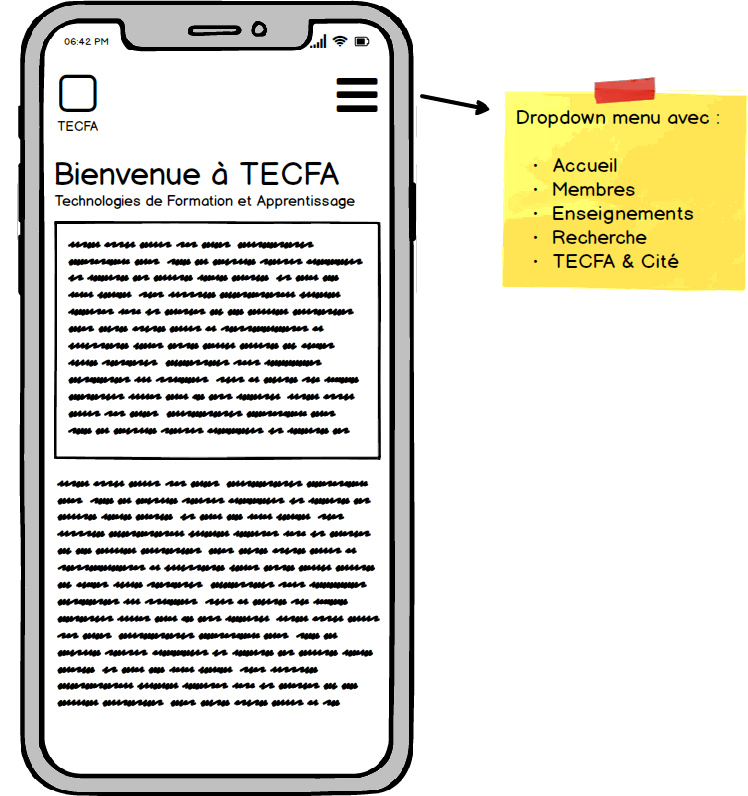 06:42 PM
TECFA
Bienvenue à TECFA
Technologies de Formation et Apprentissage
Dropdown menu avec :
· Accueil
· Membres
· Enseignements
· Recherche
· TECFA & Cité